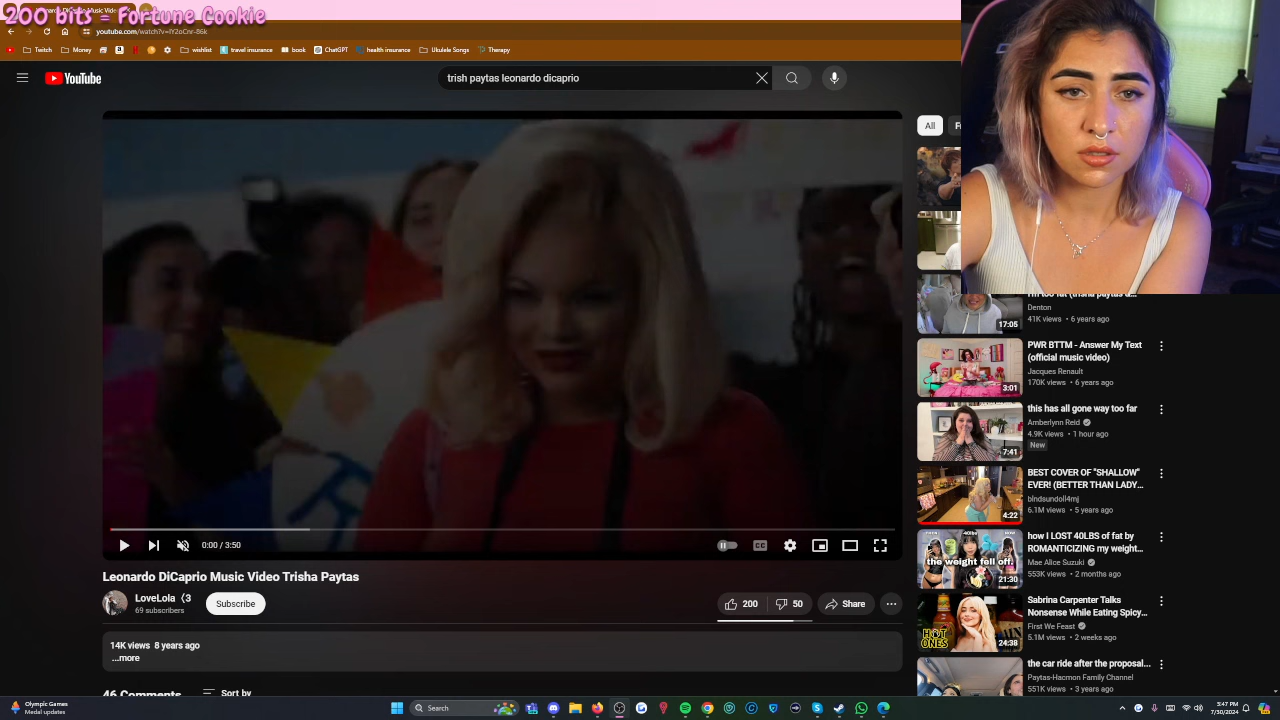 200 bits = Fortune Cookie
youtube.com/watch?v=IY2oCnr-86k
Twitch
Money
wishlist
legal insurance
book
ChatGPT
health insurance
Ukulele Songs
Therapy
YouTube
trish paytas leonardo dicaprio
All
Denton
41K views • 6 years ago
17:05
PWR BTTM - Answer My Text
(official music video)
Jacques Renault
170K views • 6 years ago
3:01
this has all gone way too far
Amberlynn Reid
4.9K views • 1 hour ago
New
7:41
BEST COVER OF "SHALLOW"
EVER! (BETTER THAN LADY...
blndsundoll4mj
6.1M views • 5 years ago
4:22
how I LOST 40LBS of fat by
ROMANTICIZING my weight...
Mae Alice Suzuki
553K views • 2 months ago
the weight fell off.
21:30
Sabrina Carpenter Talks
Nonsense While Eating Spicy...
First We Feast
5.1M views • 2 weeks ago
HOT
ONES
24:38
the car ride after the proposal...
Paytas-Hacmon Family Channel
551K views • 3 years ago
0:00 / 3:50
CC
Leonardo DiCaprio Music Video by Trisha
LoveLola <3
69 subscribers
Subscribe
200
50
Share
14K views 8 years ago
...more
46 Comments
Sort by
Olympic Games
Medal updates
Search
5:47 PM
7/30/2024